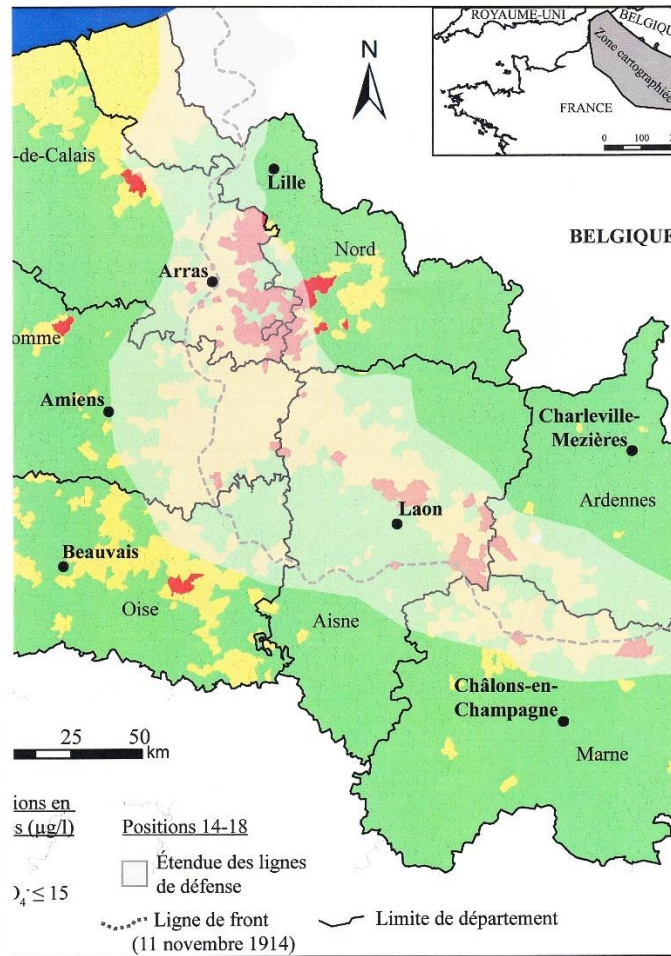 ROYAUME-UNI
BELGIQU
Zone cartographiée
FRANCE
0 100 2
N
-de-Calais
Lille
BELGIQUE
Nord
Arras
omme
Amiens
Charleville-
Mezières
Ardennes
Laon
Beauvais
Oise
Aisne
Châlons-en-
Champagne
Marne
25 50
km
ions en
s (µg/l)
Positions 14-18
Étendue des lignes
de défense
O₄⁻ ≤ 15
Ligne de front
(11 novembre 1914)
Limite de département